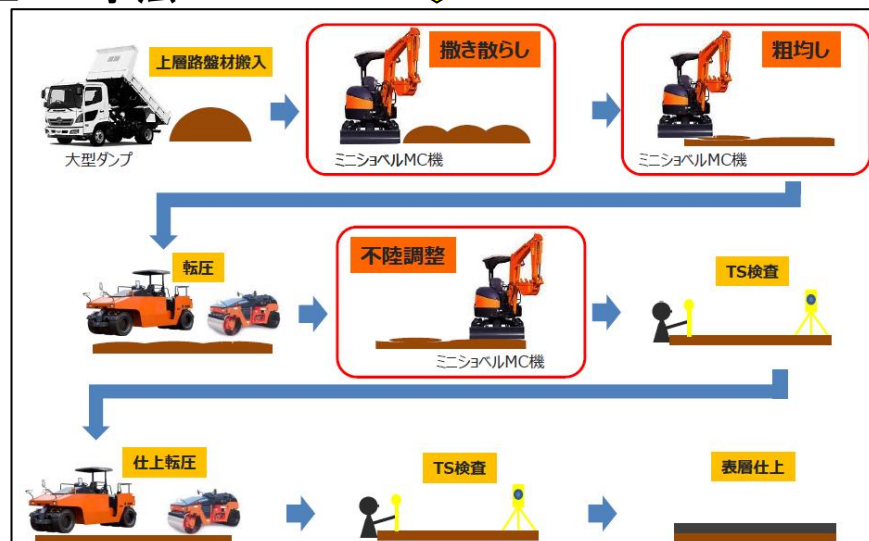 上層路盤材搬入
大型ダンプ
撒き散らし
ミニショベルMC機
粗均し
ミニショベルMC機
転圧
不陸調整
ミニショベルMC機
TS検査
仕上転圧
TS検査
表層仕上